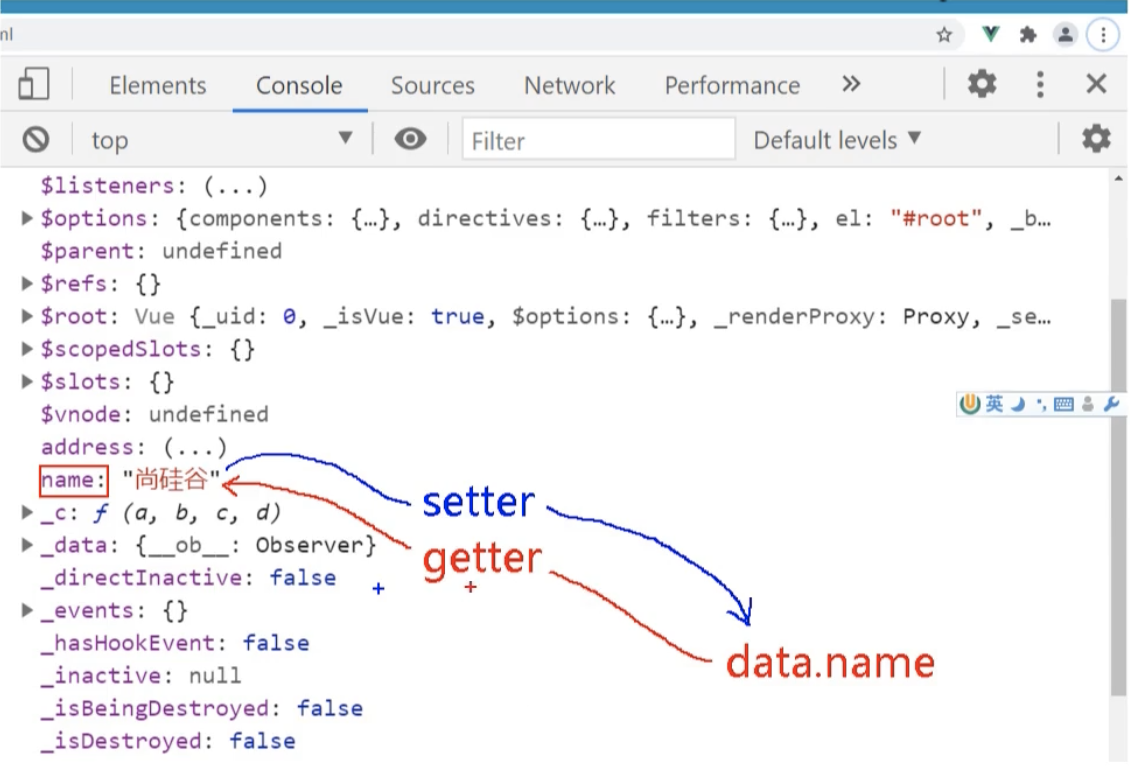 nl
Elements Console Sources Network Performance »
top ▼ Filter Default levels ▼
$listeners: (...)
▶ $options: {components: {…}, directives: {…}, filters: {…}, el: "#root", _b…
$parent: undefined
▶ $refs: {}
▶ $root: Vue {_uid: 0, _isVue: true, $options: {…}, _renderProxy: Proxy, _se…
▶ $scopedSlots: {}
▶ $slots: {}
$vnode: undefined
英
address: (...)
name: "尚硅谷"
setter
▶ _c: ƒ (a, b, c, d)
▶ _data: {__ob__: Observer}
getter
_directInactive: false
▶ _events: {}
_hasHookEvent: false
data.name
_inactive: null
_isBeingDestroyed: false
_isDestroyed: false